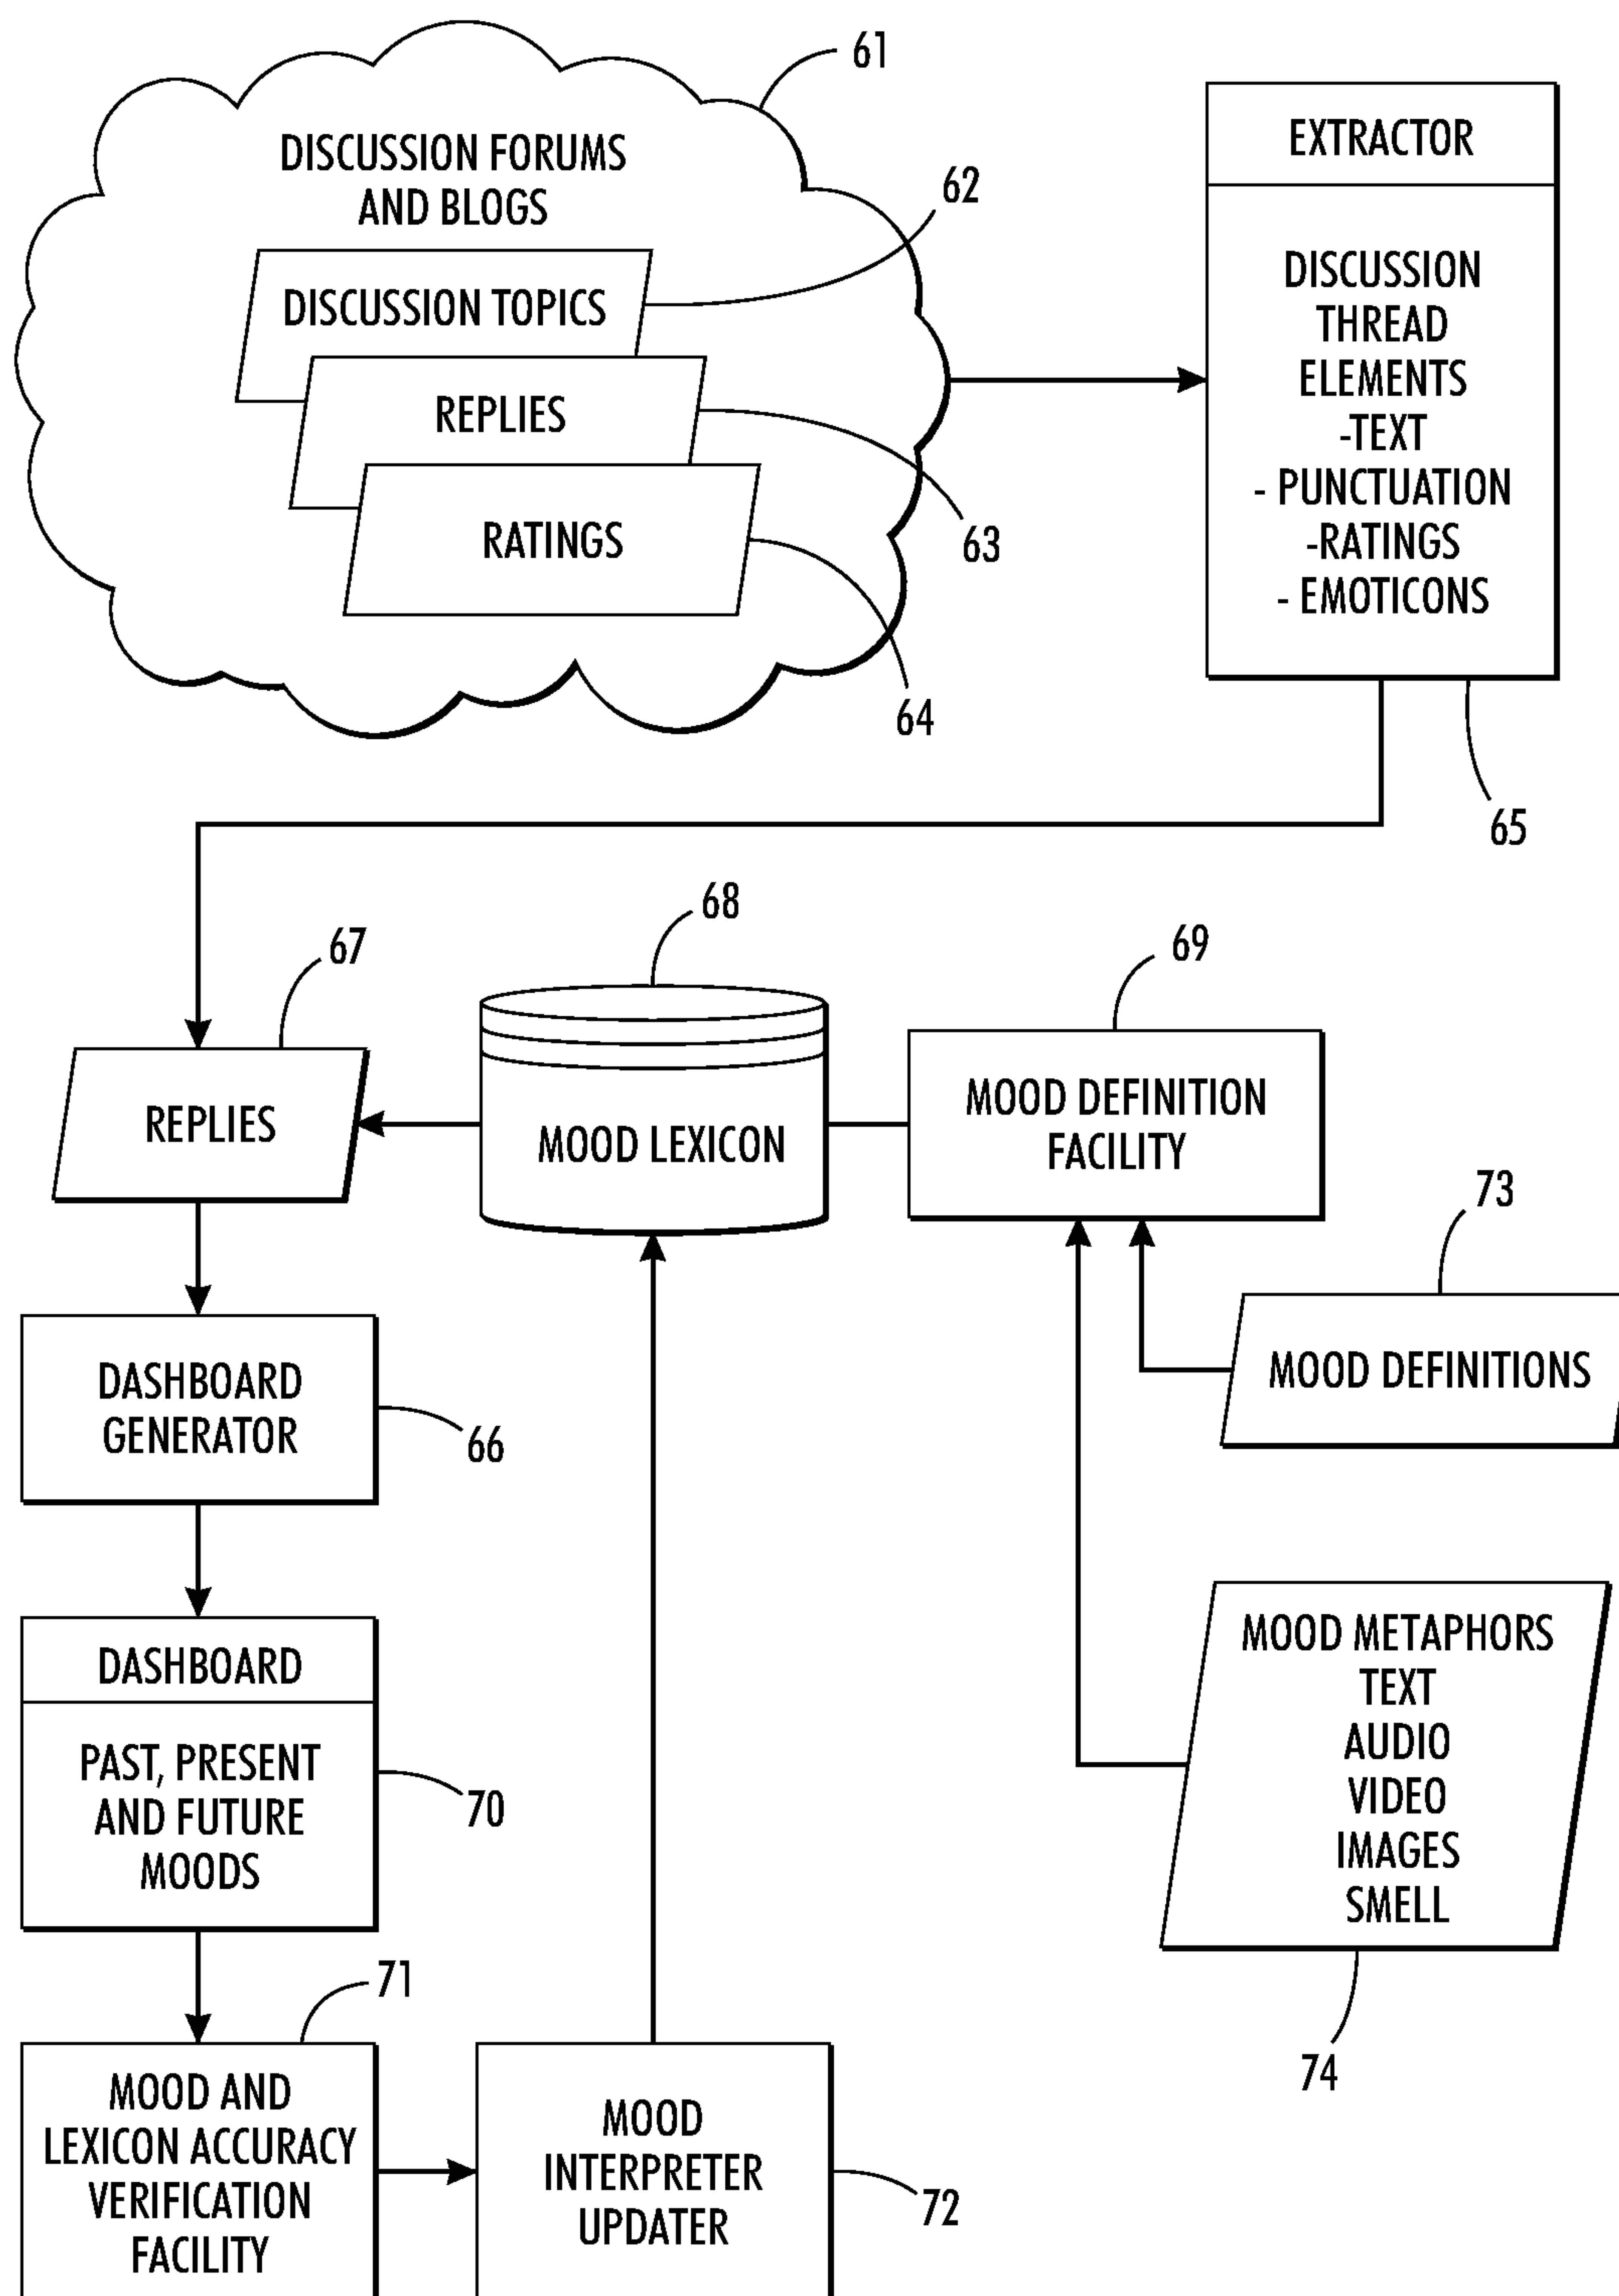 61
DISCUSSION FORUMS
AND BLOGS
62
DISCUSSION TOPICS
REPLIES
63
RATINGS
64
EXTRACTOR
DISCUSSION
THREAD
ELEMENTS
-TEXT
- PUNCTUATION
-RATINGS
- EMOTICONS
65
67
REPLIES
68
MOOD LEXICON
69
MOOD DEFINITION
FACILITY
73
MOOD DEFINITIONS
DASHBOARD
GENERATOR
66
DASHBOARD
PAST, PRESENT
AND FUTURE
MOODS
70
MOOD METAPHORS
TEXT
AUDIO
VIDEO
IMAGES
SMELL
74
71
MOOD AND
LEXICON ACCURACY
VERIFICATION
FACILITY
MOOD
INTERPRETER
UPDATER
72